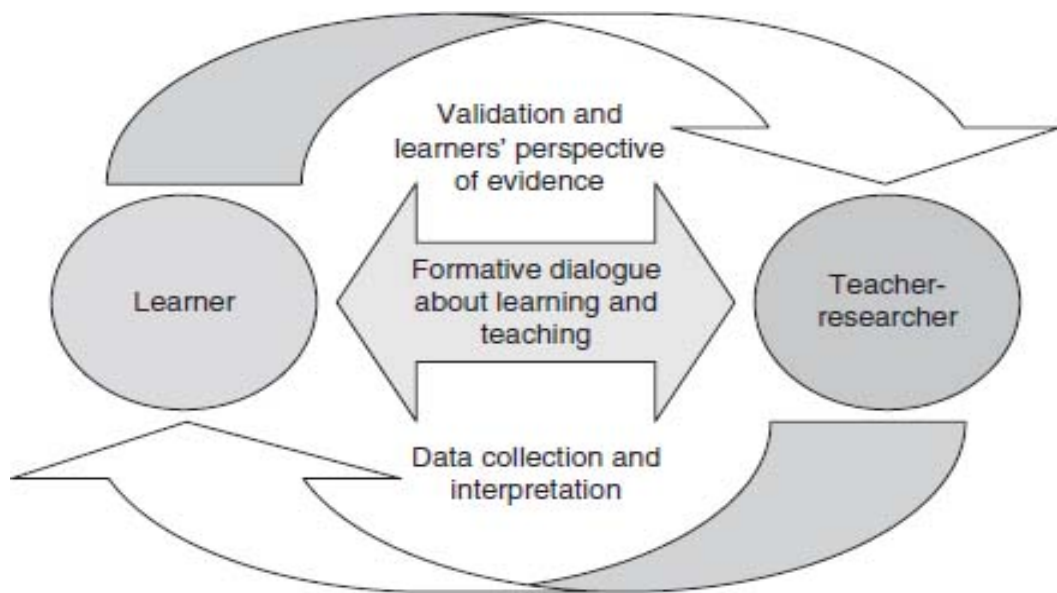 Validation and
learners’ perspective
of evidence
Learner
Formative dialogue
about learning and
teaching
Teacher-
researcher
Data collection and
interpretation